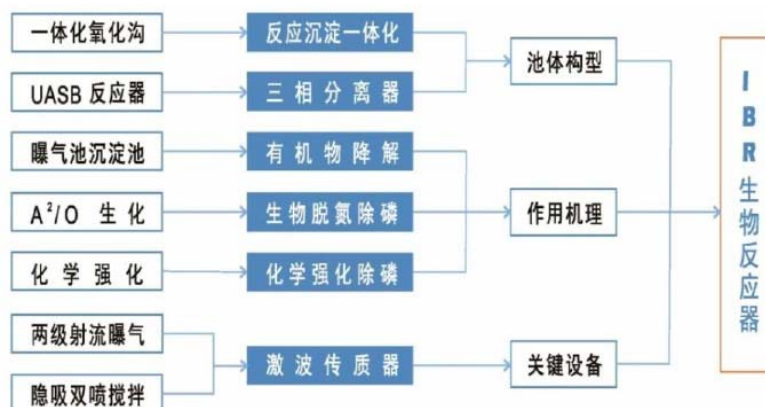 一体化氧化沟
反应沉淀一体化
池体构型
UASB 反应器
三相分离器
曝气池沉淀池
有机物降解
A²/O 生化
生物脱氮除磷
作用机理
化学强化
化学强化除磷
两级射流曝气
激波传质器
关键设备
隐吸双喷搅拌
IBR生物反应器